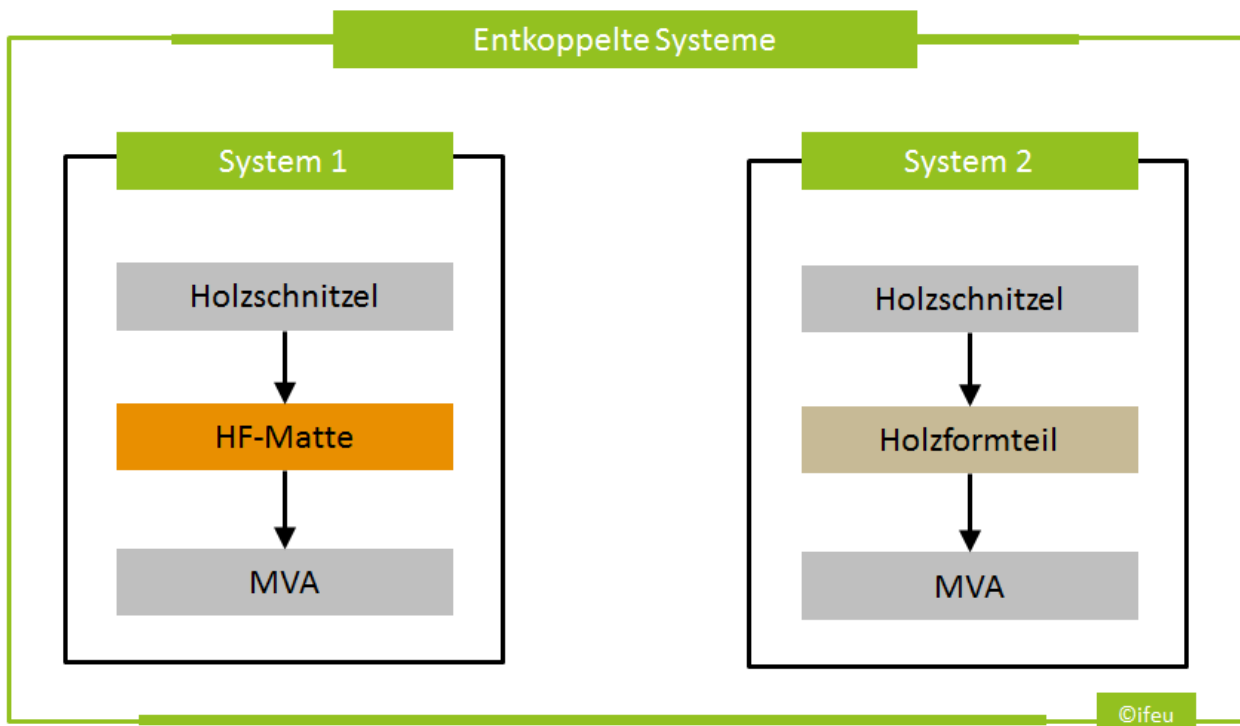 Entkoppelte Systeme
System 1
Holzschnitzel
HF-Matte
MVA
System 2
Holzschnitzel
Holzformteil
MVA
©ifeu